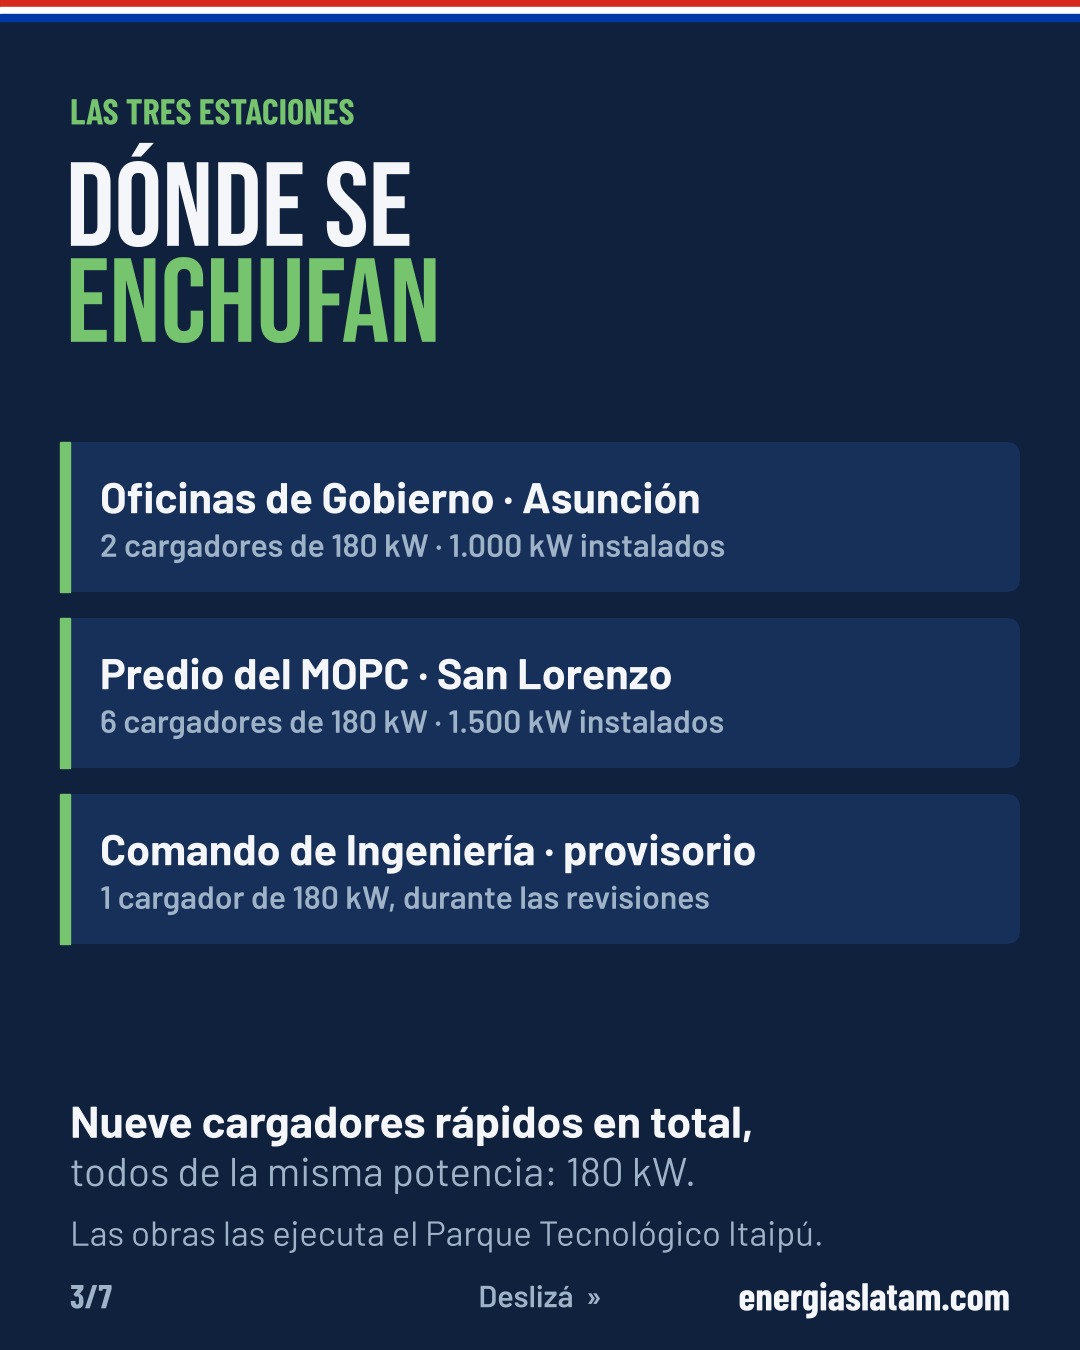 LAS TRES ESTACIONES
DÓNDE SE
ENCHUFAN
Oficinas de Gobierno · Asunción
2 cargadores de 180 kW · 1.000 kW instalados
Predio del MOPC · San Lorenzo
6 cargadores de 180 kW · 1.500 kW instalados
Comando de Ingeniería · provisorio
1 cargador de 180 kW, durante las revisiones
Nueve cargadores rápidos en total,
todos de la misma potencia: 180 kW.
Las obras las ejecuta el Parque Tecnológico Itaipú.
3/7 Deslizá » energiaslatam.com